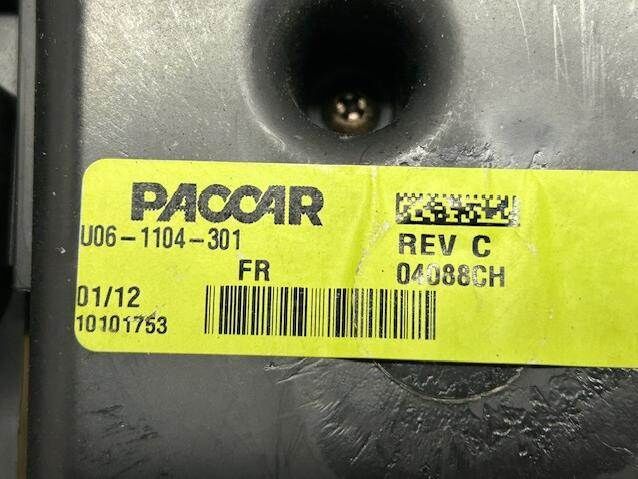 PACCAR
U06-1104-301
REV C
FR
04088CH
01/12
10101753